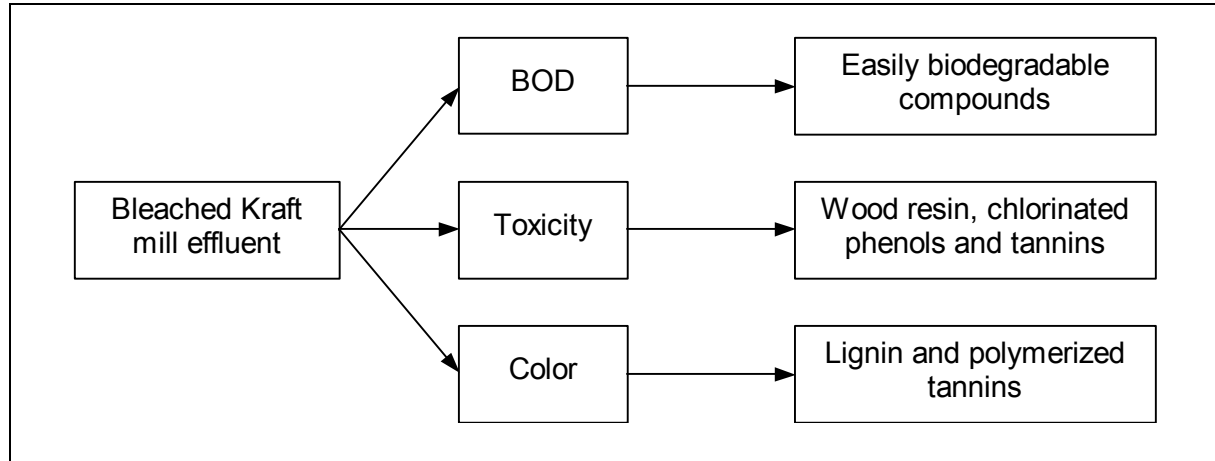 BOD
Easily biodegradable
compounds
Bleached Kraft
mill effluent
Toxicity
Wood resin, chlorinated
phenols and tannins
Color
Lignin and polymerized
tannins